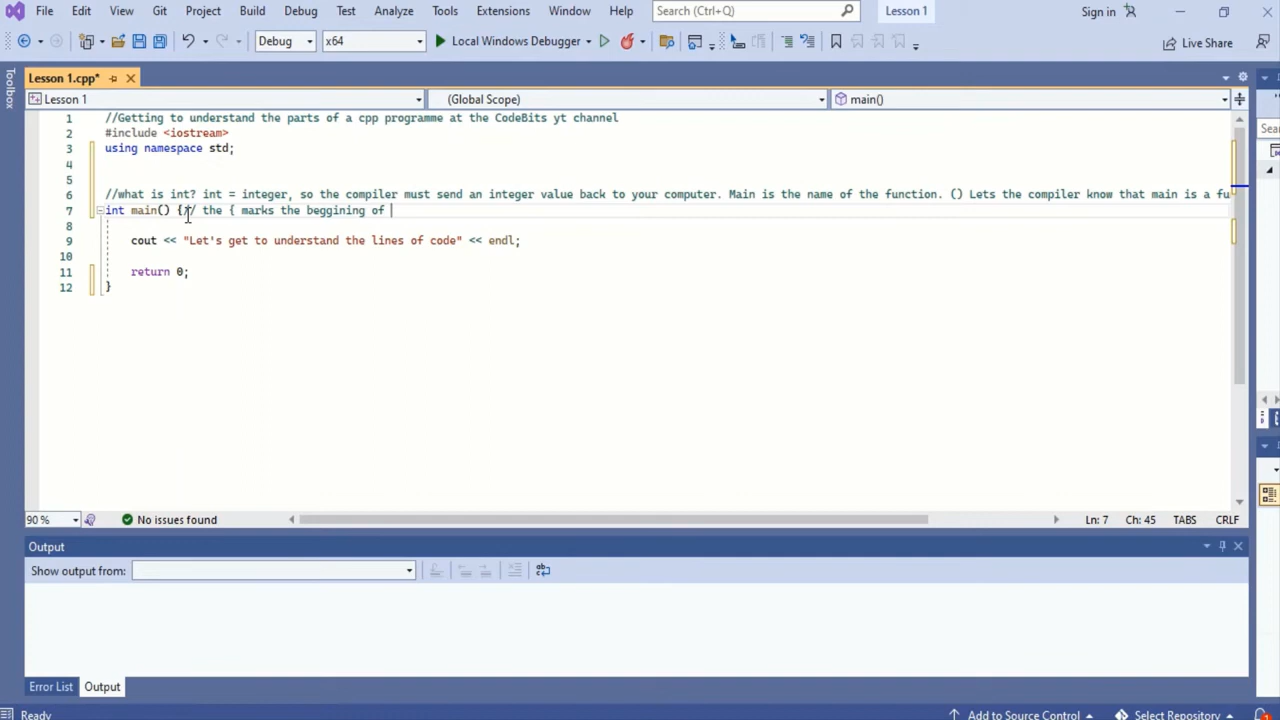 File Edit View Git Project Build Debug Test Analyze Tools Extensions Window Help Search (Ctrl+Q) Lesson 1 Sign in
Debug x64 Local Windows Debugger Live Share
Toolbox
Lesson 1.cpp*
Lesson 1 (Global Scope) main()
1 //Getting to understand the parts of a cpp programme at the CodeBits yt channel
2 #include <iostream>
3 using namespace std;
4
5
6 //what is int? int = integer, so the compiler must send an integer value back to your computer. Main is the name of the function. () Lets the compiler know that main is a fu
7 int main() {// the { marks the beggining of
8
9 cout << "Let's get to understand the lines of code" << endl;
10
11 return 0;
12 }
90 % No issues found Ln: 7 Ch: 45 TABS CRLF
Output
Show output from:
Error List Output
Ready Add to Source Control Select Repository